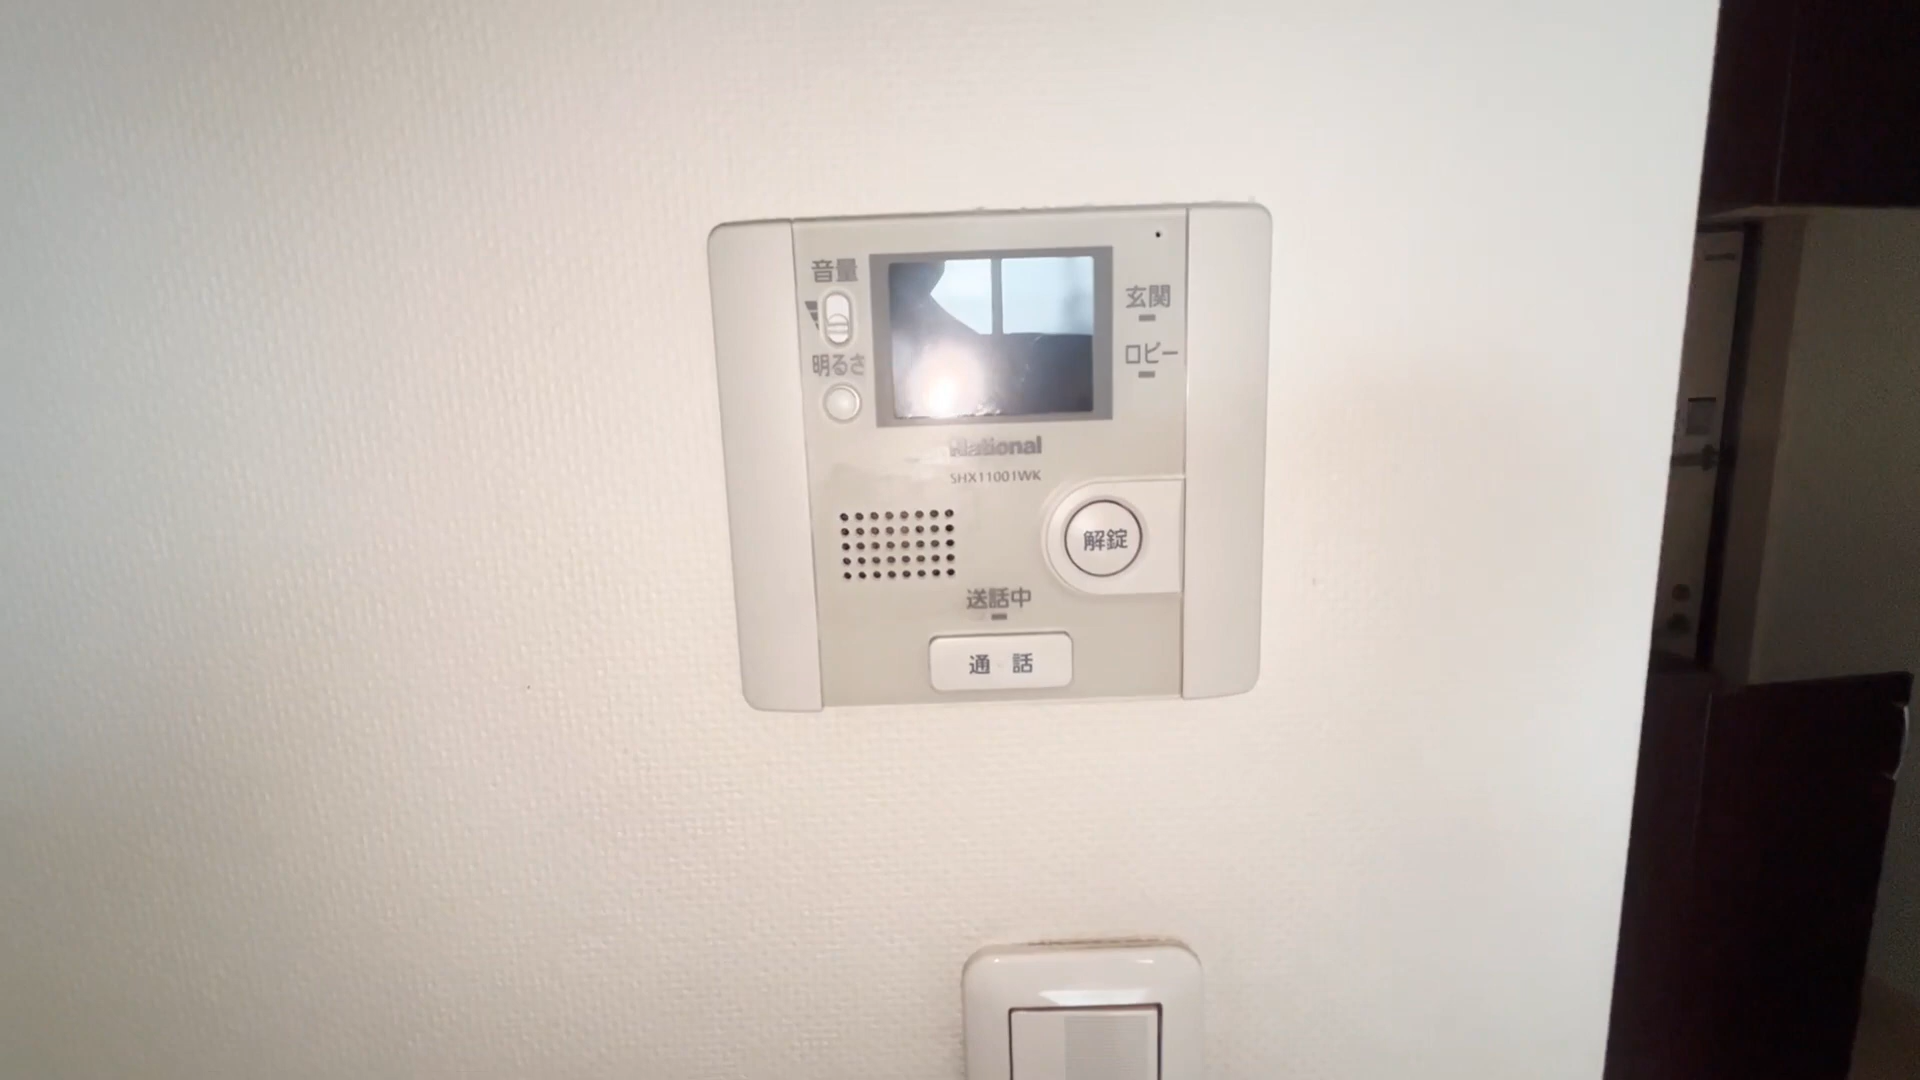 音量
玄関
ロビー
明るさ
National
SHX11001WK
解錠
送話中
通 話